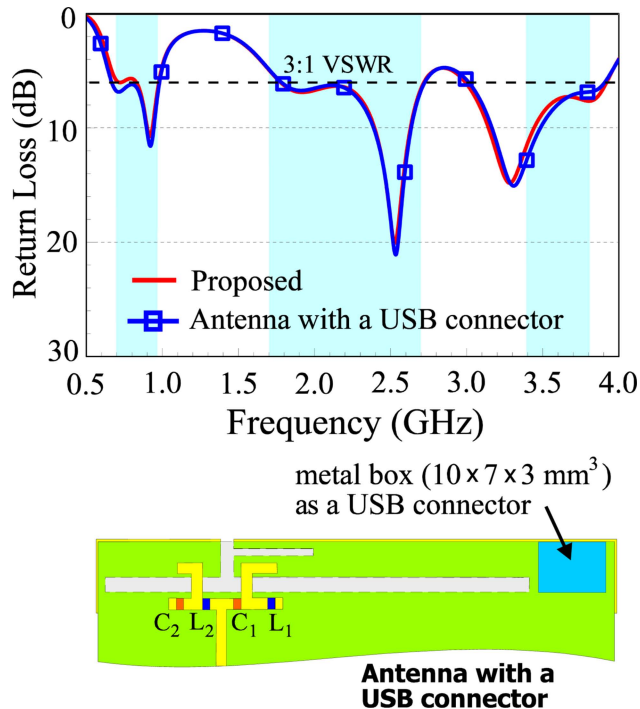 0
10
20
30
Return Loss (dB)
3:1 VSWR
Proposed
Antenna with a USB connector
0.5 1.0 1.5 2.0 2.5 3.0 3.5 4.0
Frequency (GHz)
metal box (10 × 7 × 3 mm³)
as a USB connector
C₂ L₂ C₁ L₁
Antenna with a
USB connector